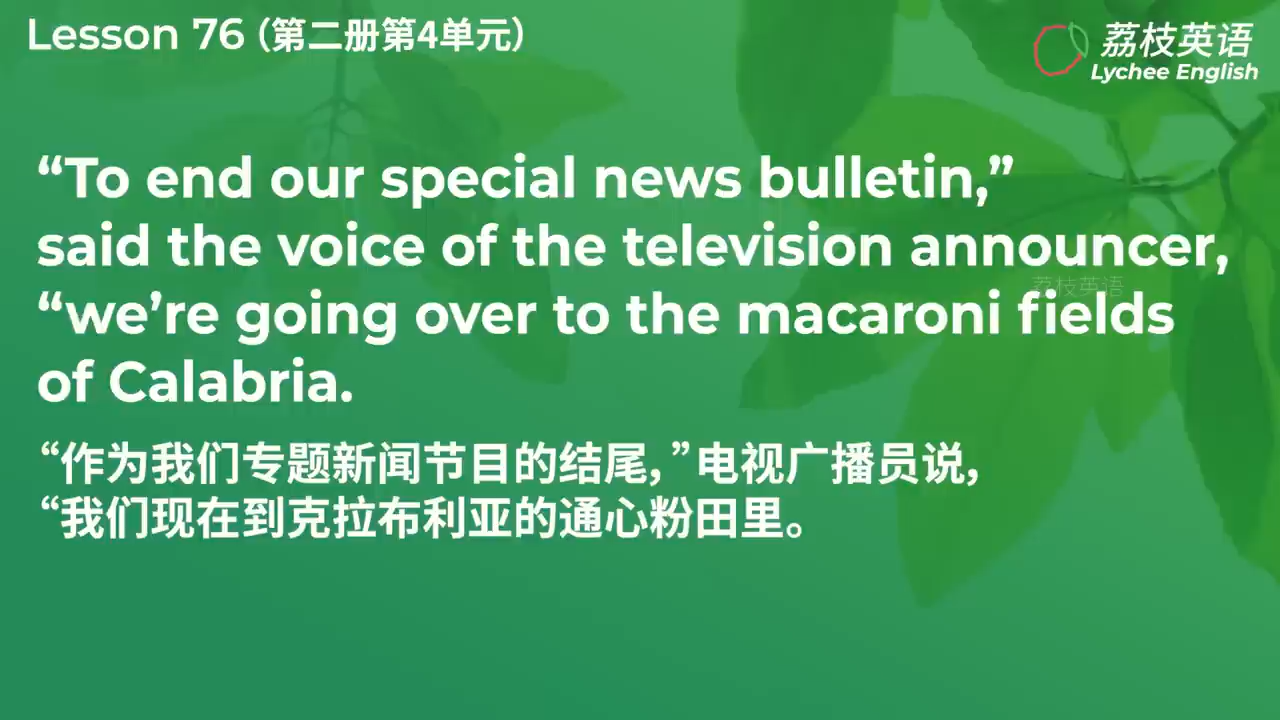 Lesson 76（第二册第4单元）
荔枝英语
Lychee English
“To end our special news bulletin,”
said the voice of the television announcer,
荔枝英语
“we’re going over to the macaroni fields
of Calabria.
“作为我们专题新闻节目的结尾，”电视广播员说，
“我们现在到克拉布利亚的通心粉田里。